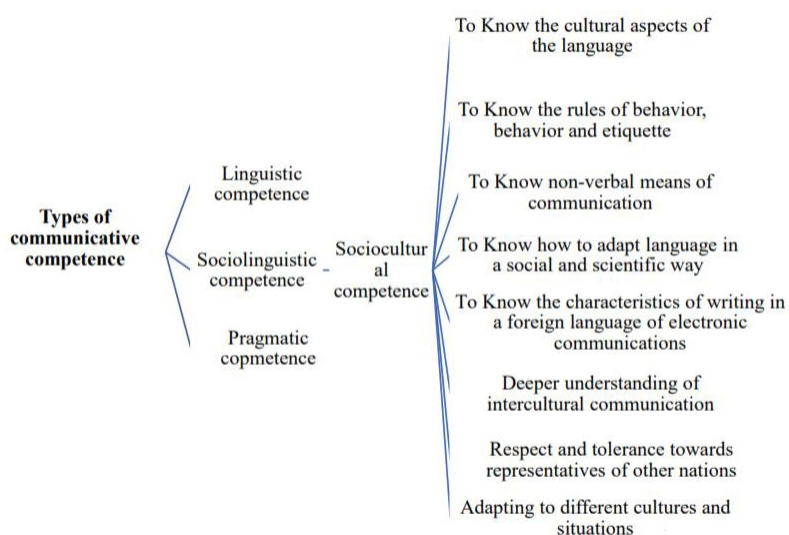 Types of
communicative
competence
Linguistic
competence
Sociolinguistic
competence
Pragmatic
copmetence
Sociocultur
al
competence
To Know the cultural aspects of
the language
To Know the rules of behavior,
behavior and etiquette
To Know non-verbal means of
communication
To Know how to adapt language in
a social and scientific way
To Know the characteristics of writing in
a foreign language of electronic
communications
Deeper understanding of
intercultural communication
Respect and tolerance towards
representatives of other nations
Adapting to different cultures and
situations